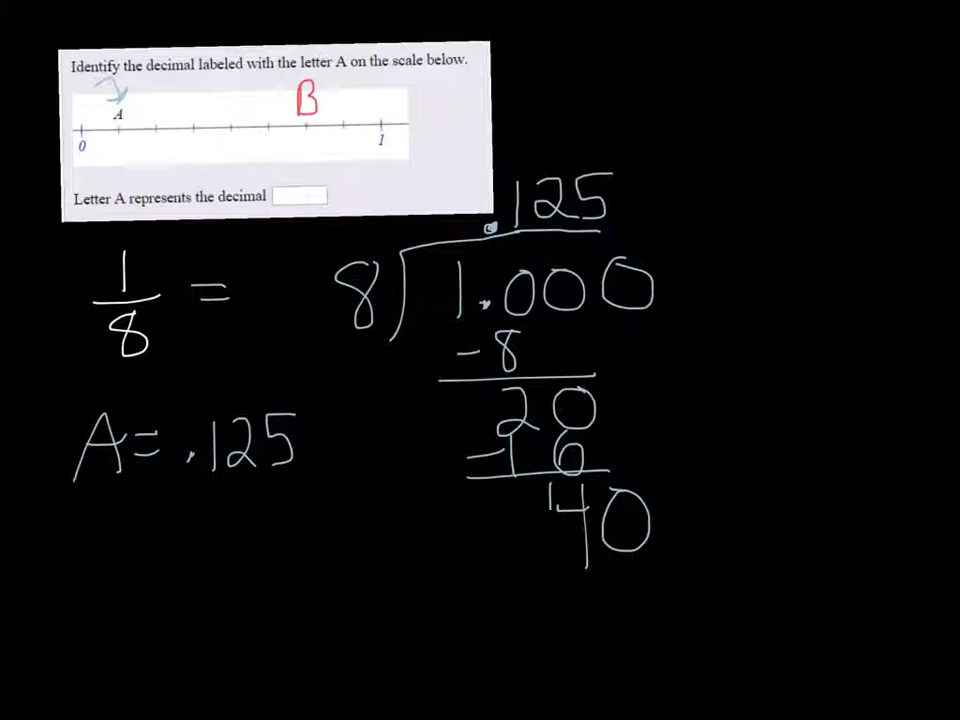 Identify the decimal labeled with the letter A on the scale below.
B
A
0 1
Letter A represents the decimal
.125
1/8 = 8)1.000
-8
20
A=.125
-16
40